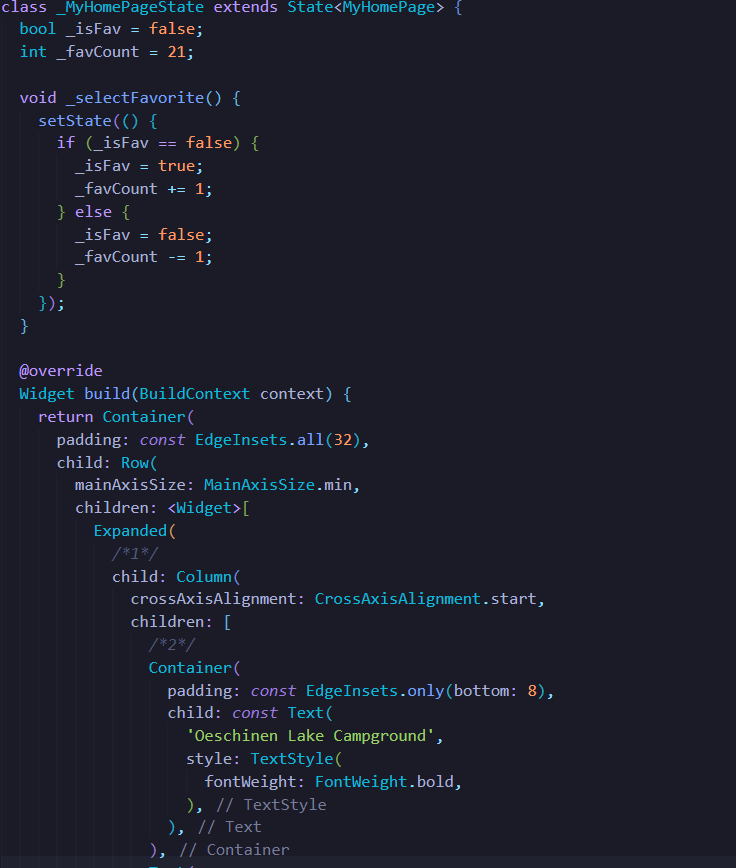 class _MyHomePageState extends State<MyHomePage> {
  bool _isFav = false;
  int _favCount = 21;

  void _selectFavorite() {
    setState(() {
      if (_isFav == false) {
        _isFav = true;
        _favCount += 1;
      } else {
        _isFav = false;
        _favCount -= 1;
      }
    });
  }

  @override
  Widget build(BuildContext context) {
    return Container(
      padding: const EdgeInsets.all(32),
      child: Row(
        mainAxisSize: MainAxisSize.min,
        children: <Widget>[
          Expanded(
            /*1*/
            child: Column(
              crossAxisAlignment: CrossAxisAlignment.start,
              children: [
                /*2*/
                Container(
                  padding: const EdgeInsets.only(bottom: 8),
                  child: const Text(
                    'Oeschinen Lake Campground',
                    style: TextStyle(
                      fontWeight: FontWeight.bold,
                    ), // TextStyle
                  ), // Text
                ), // Container